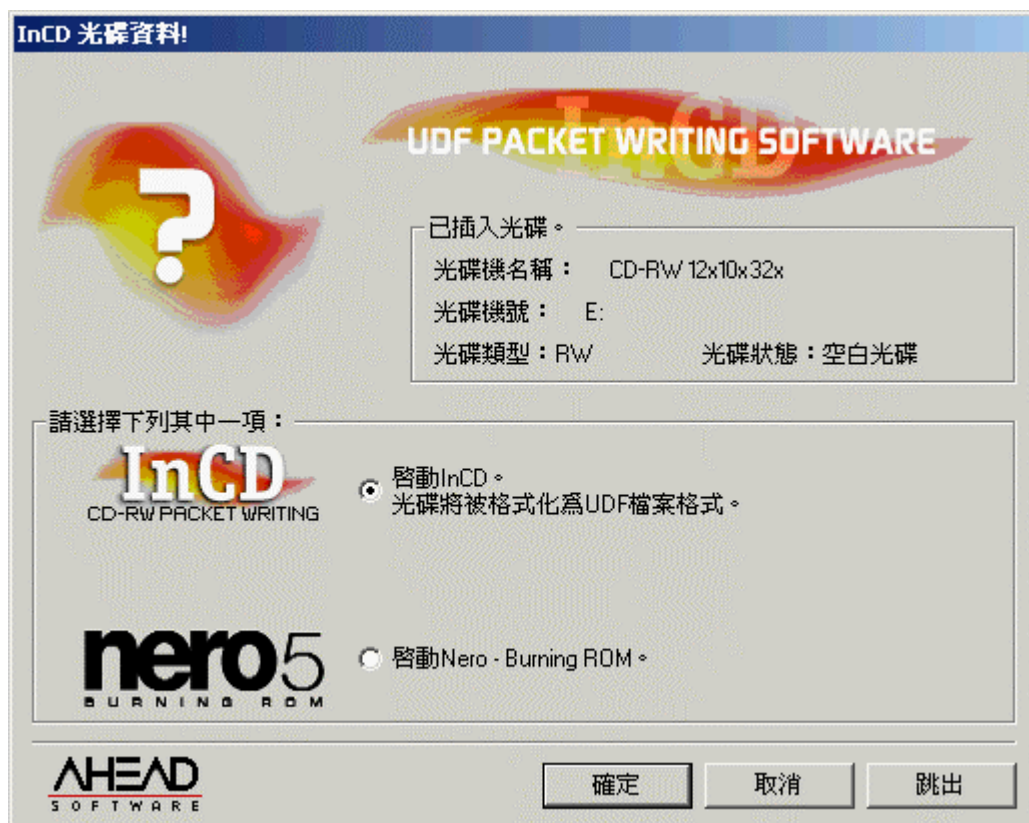 InCD 光碟資料!
InCD
UDF PACKET WRITING SOFTWARE
?
已插入光碟。
光碟機名稱： CD-RW 12x10x32x
光碟機號： E:
光碟類型：RW 光碟狀態：空白光碟
請選擇下列其中一項：
InCD
CD-RW PACKET WRITING
啓動InCD。
光碟將被格式化爲UDF檔案格式。
nero5
BURNING ROM
啓動Nero - Burning ROM。
AHEAD
SOFTWARE
確定 取消 跳出